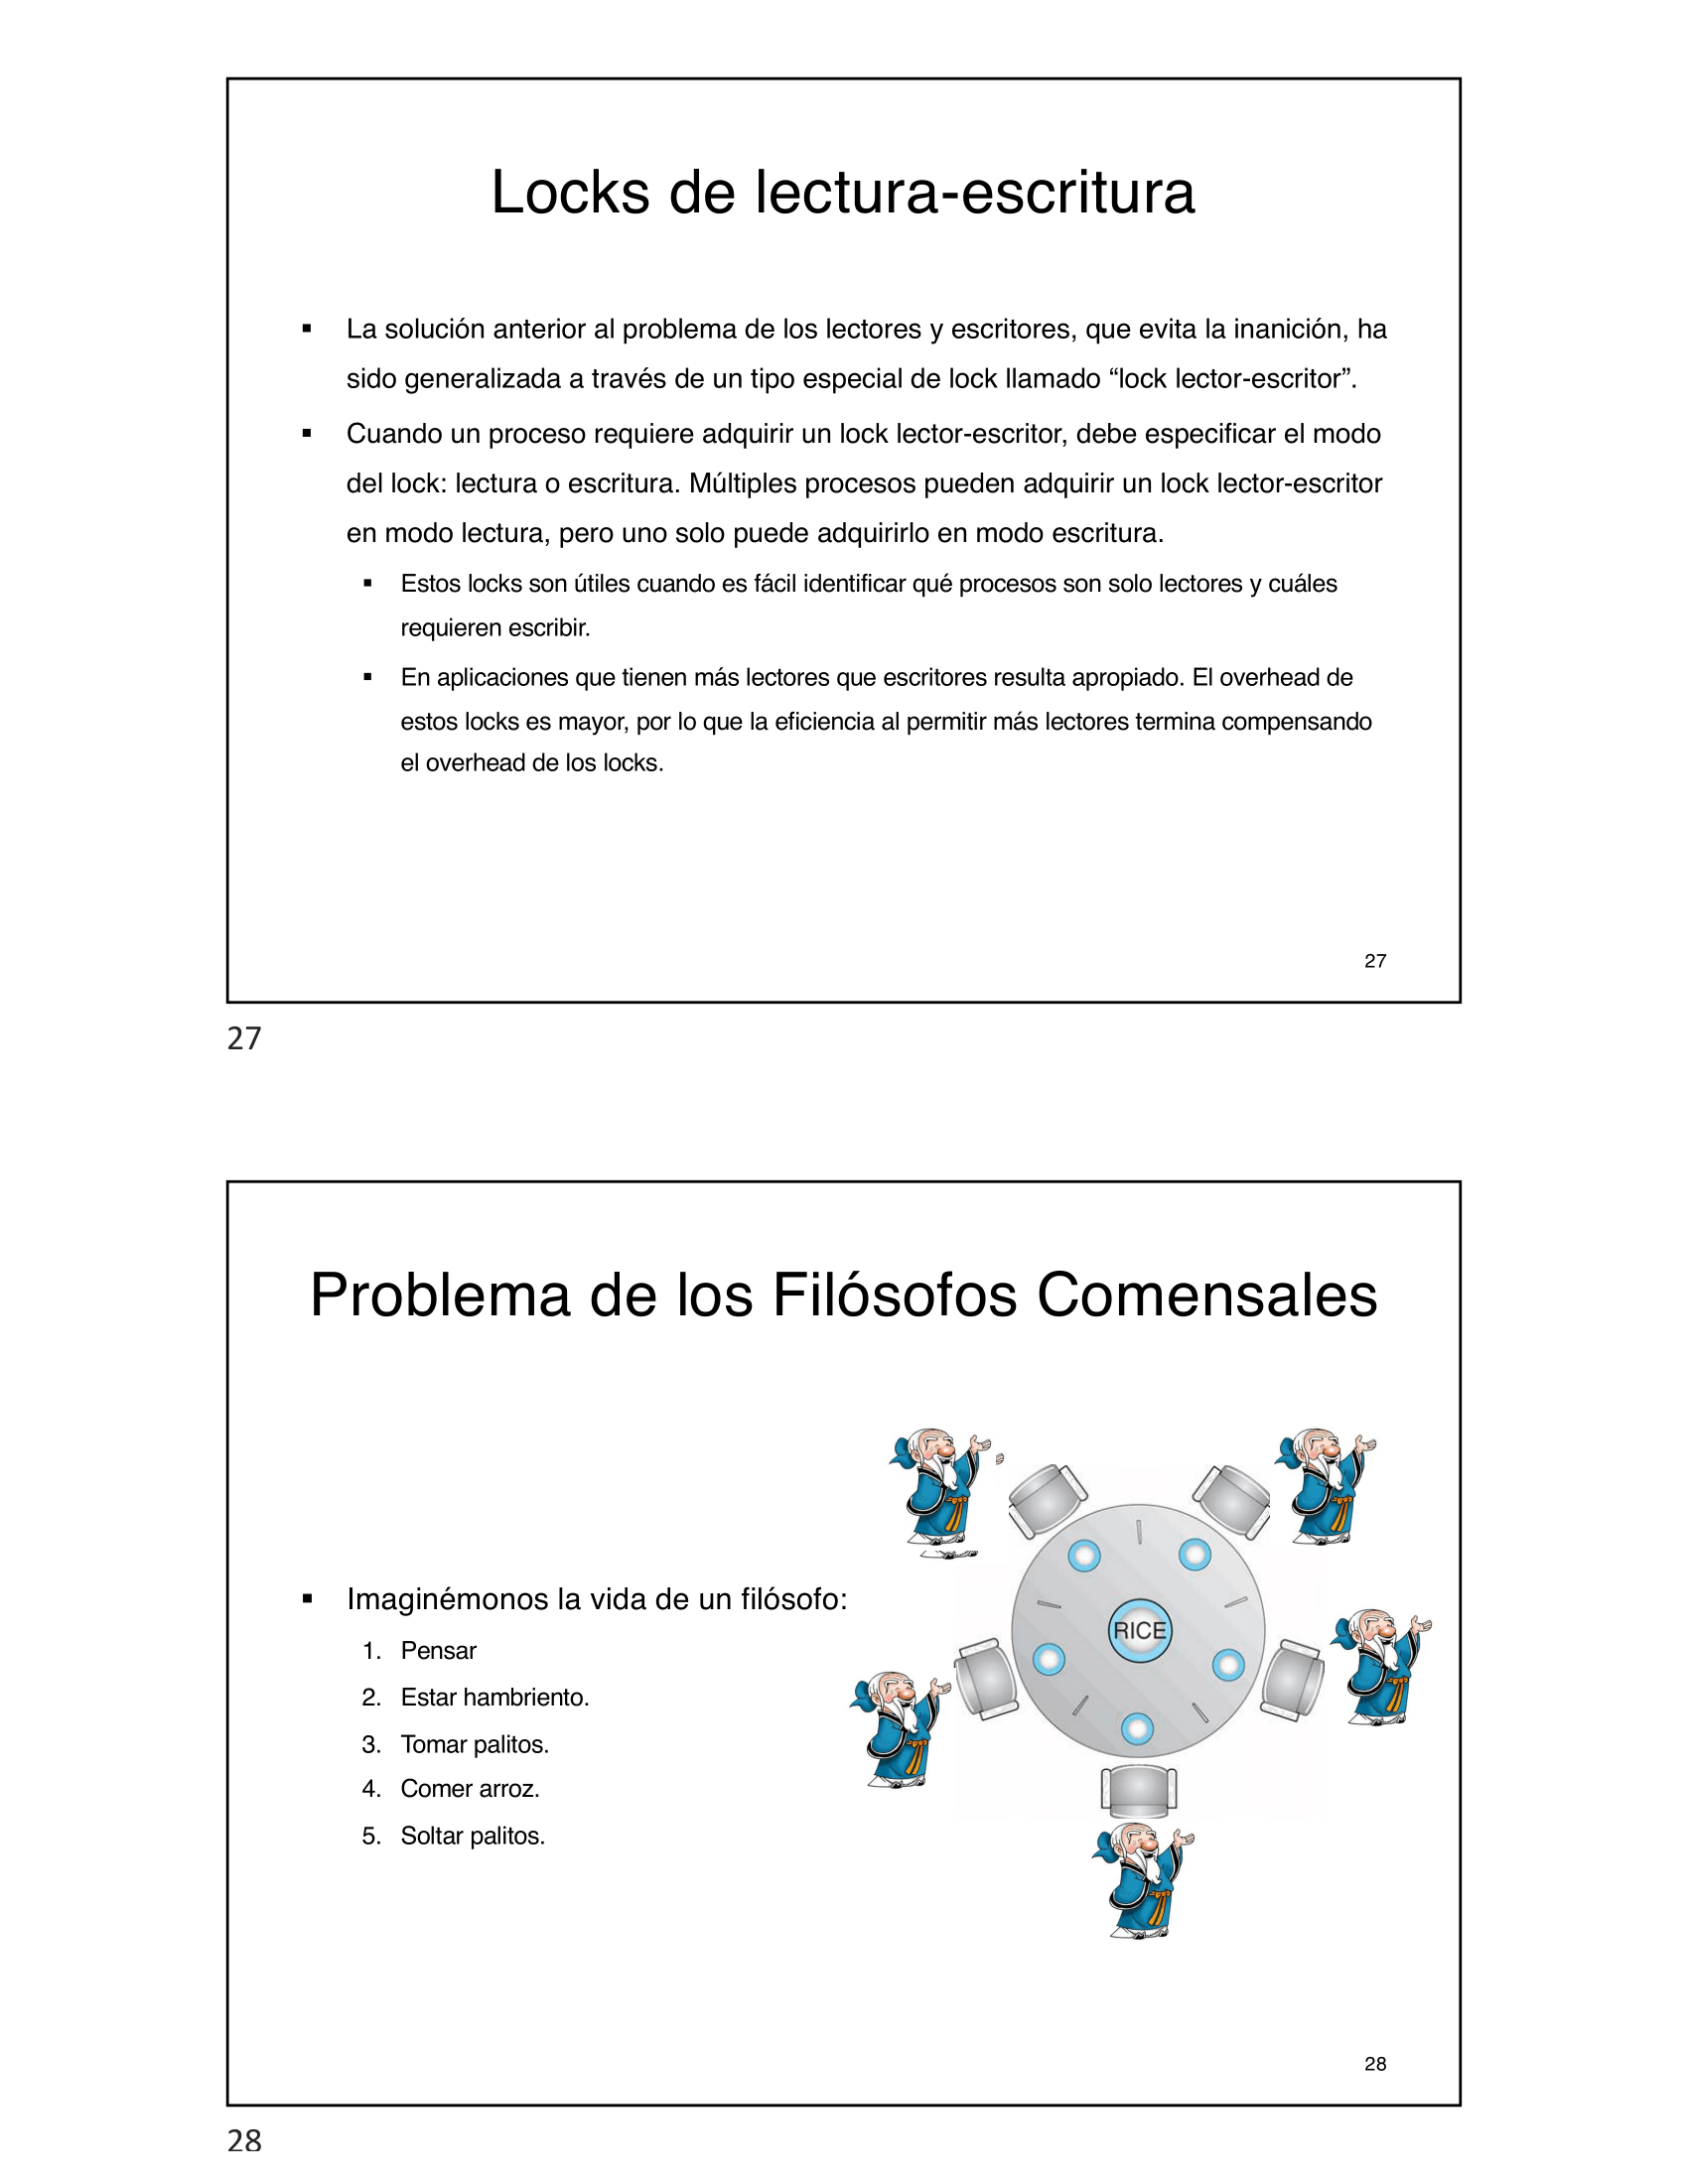 Locks de lectura-escritura
▪ La solución anterior al problema de los lectores y escritores, que evita la inanición, ha
sido generalizada a través de un tipo especial de lock llamado “lock lector-escritor”.
▪ Cuando un proceso requiere adquirir un lock lector-escritor, debe especificar el modo
del lock: lectura o escritura. Múltiples procesos pueden adquirir un lock lector-escritor
en modo lectura, pero uno solo puede adquirirlo en modo escritura.
▪ Estos locks son útiles cuando es fácil identificar qué procesos son solo lectores y cuáles
requieren escribir.
▪ En aplicaciones que tienen más lectores que escritores resulta apropiado. El overhead de
estos locks es mayor, por lo que la eficiencia al permitir más lectores termina compensando
el overhead de los locks.
27
27
Problema de los Filósofos Comensales
▪ Imaginémonos la vida de un filósofo:
1. Pensar
2. Estar hambriento.
3. Tomar palitos.
4. Comer arroz.
5. Soltar palitos.
RICE
28
28